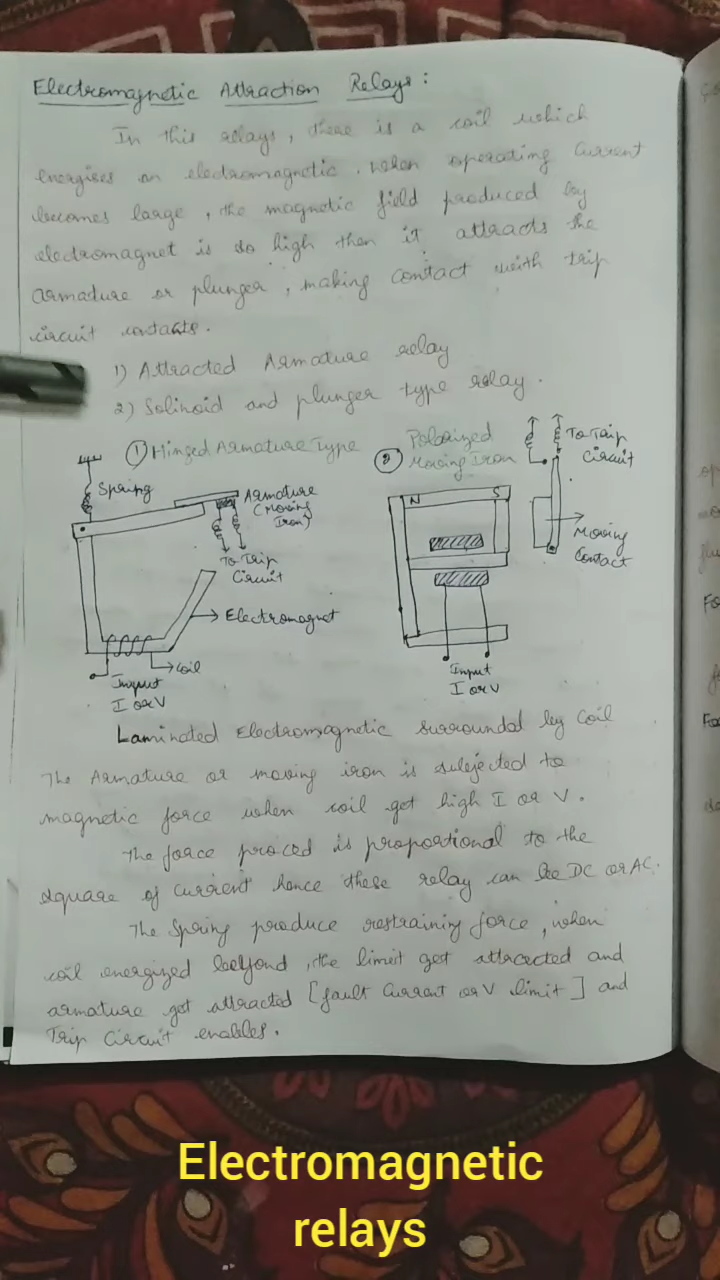 Electromagnetic Attraction Relays:
In this relays, there is a coil which
energises an electromagnetic. when operating Current
becomes large, the magnetic field produced by
electromagnet is so high then it attracts the
armature or plunger, making contact with trip
circuit contacts.
1) Attracted Armature relay
2) Solinoid and plunger type relay.
① Hinged Armature Type
Spring
Armature
(Moving
Iron)
To Trip
Circuit
Electromagnet
Coil
Input
I or V
② Polarized
Moving Iron
To Trip
Circuit
N S
Moving
Contact
Input
I or V
Laminated Electromagnetic surrounded by Coil
The Armature or moving iron is subjected to
magnetic force when coil get high I or V.
The force proced is proportional to the
square of Current hence these relay can be DC or AC.
The Spring produce restraining force, when
coil energized beeyond, the limit get attracected and
armature get attracted [fault Current or V limit] and
Trip Circuit enables.
Electromagnetic
relays